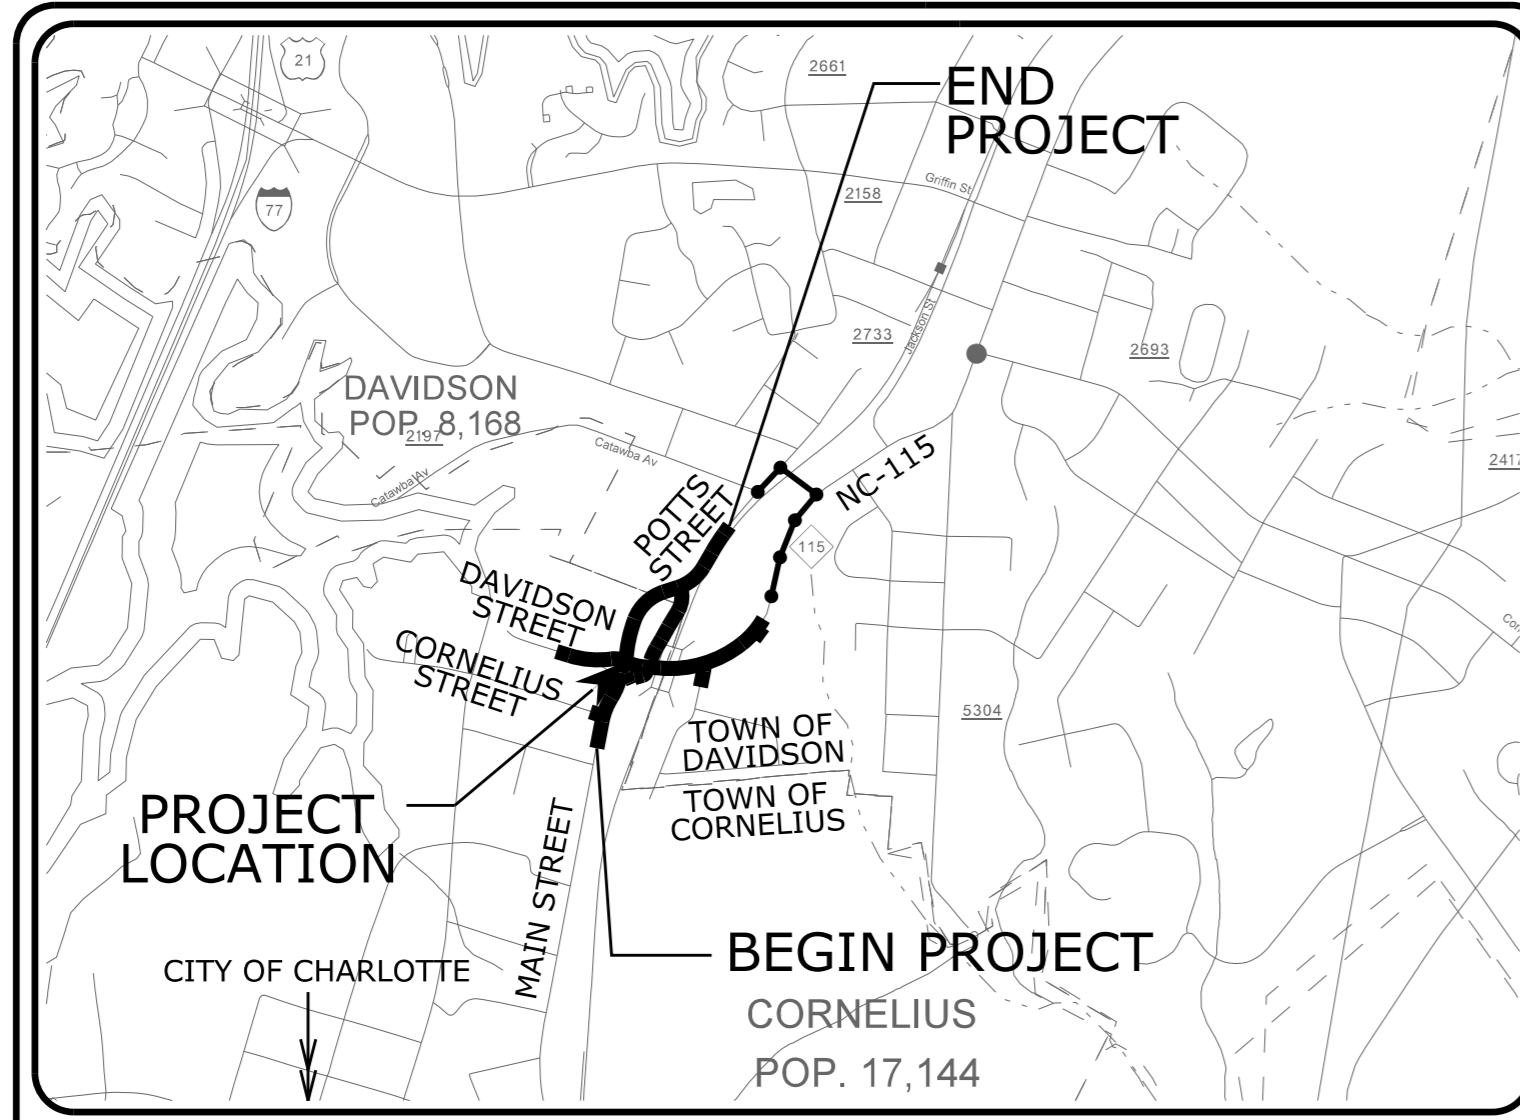 21
2661
END
PROJECT
77
2158
Griffin St
Jackson St
2733
2693
DAVIDSON
POP. 8,168
2197
Catawba Av
Catawba Av
NC-115
2417
POTTS
STREET
115
DAVIDSON
STREET
CORNELIUS
STREET
5304
TOWN OF
DAVIDSON
TOWN OF
CORNELIUS
PROJECT
LOCATION
MAIN STREET
BEGIN PROJECT
CITY OF CHARLOTTE
CORNELIUS
POP. 17,144